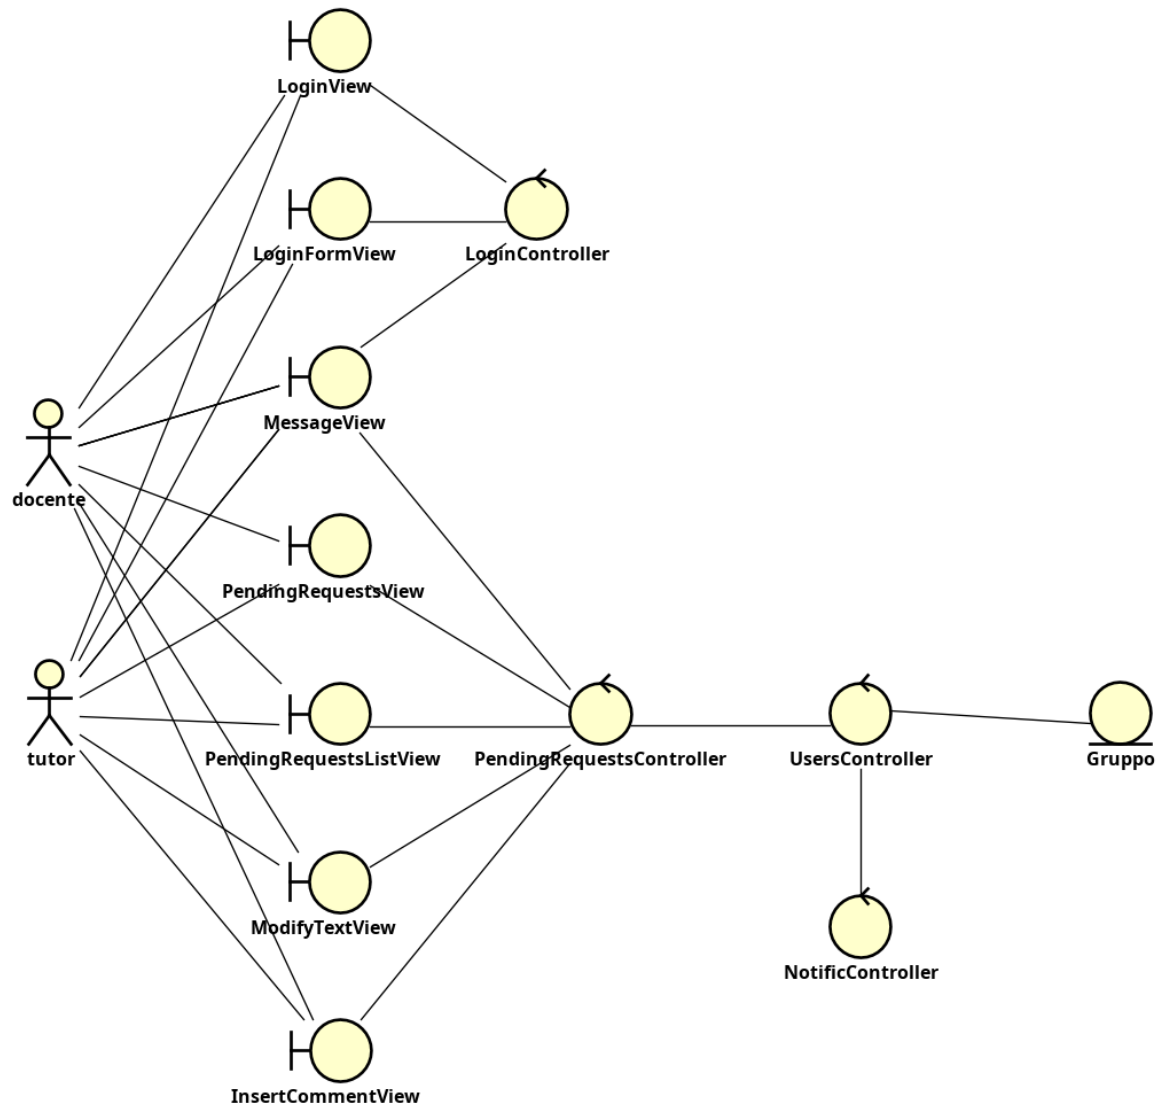 LoginView
LoginFormView
LoginController
MessageView
docente
PendingRequestsView
tutor
PendingRequestsListView
PendingRequestsController
UsersController
Gruppo
ModifyTextView
NotificController
InsertCommentView